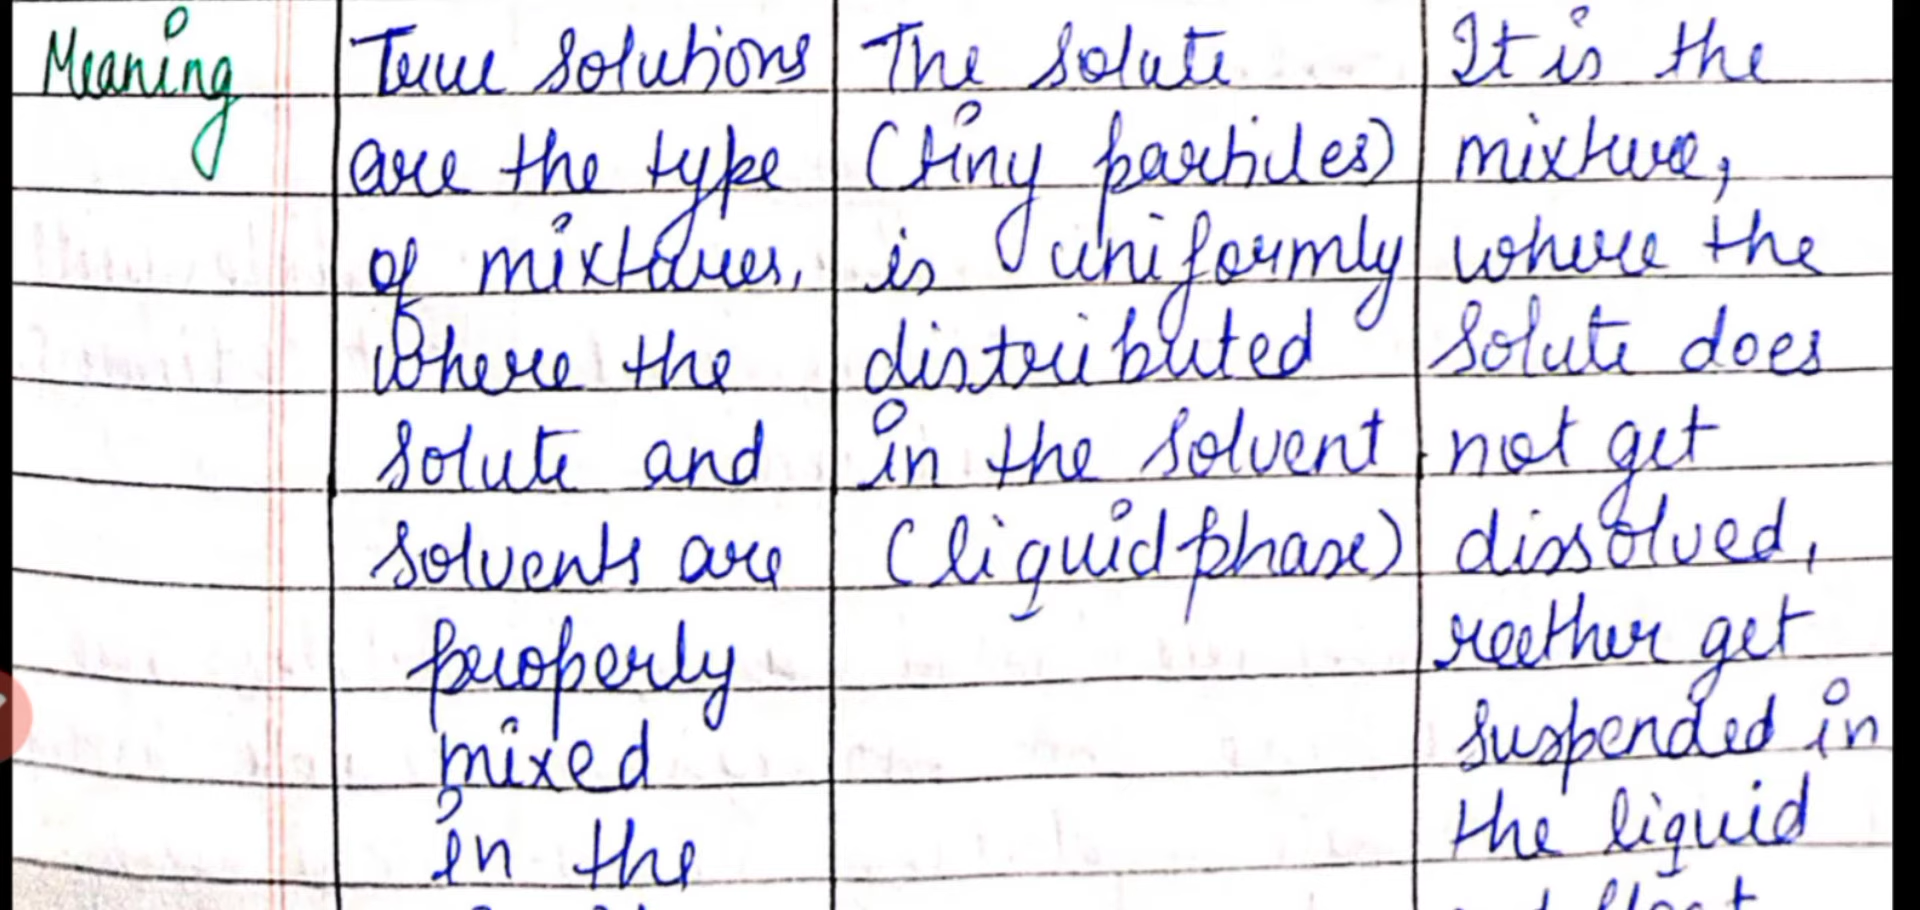 Meaning
True solutions
are the type
of mixtures,
where the
solute and
solvents are
properly
mixed
in the
The solute
(tiny particles)
is uniformly
distributed
in the solvent
(liquid phase)
It is the
mixture,
where the
solute does
not get
dissolved,
raether get
suspended in
the liquid